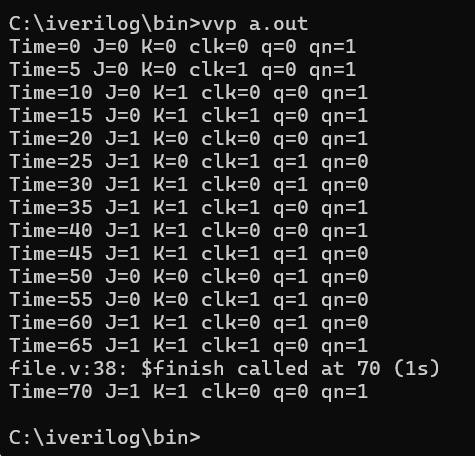 C:\iverilog\bin>vvp a.out
Time=0 J=0 K=0 clk=0 q=0 qn=1
Time=5 J=0 K=0 clk=1 q=0 qn=1
Time=10 J=0 K=1 clk=0 q=0 qn=1
Time=15 J=0 K=1 clk=1 q=0 qn=1
Time=20 J=1 K=0 clk=0 q=0 qn=1
Time=25 J=1 K=0 clk=1 q=1 qn=0
Time=30 J=1 K=1 clk=0 q=1 qn=0
Time=35 J=1 K=1 clk=1 q=0 qn=1
Time=40 J=1 K=1 clk=0 q=0 qn=1
Time=45 J=1 K=1 clk=1 q=1 qn=0
Time=50 J=0 K=0 clk=0 q=1 qn=0
Time=55 J=0 K=0 clk=1 q=1 qn=0
Time=60 J=1 K=1 clk=0 q=1 qn=0
Time=65 J=1 K=1 clk=1 q=0 qn=1
file.v:38: $finish called at 70 (1s)
Time=70 J=1 K=1 clk=0 q=0 qn=1
C:\iverilog\bin>